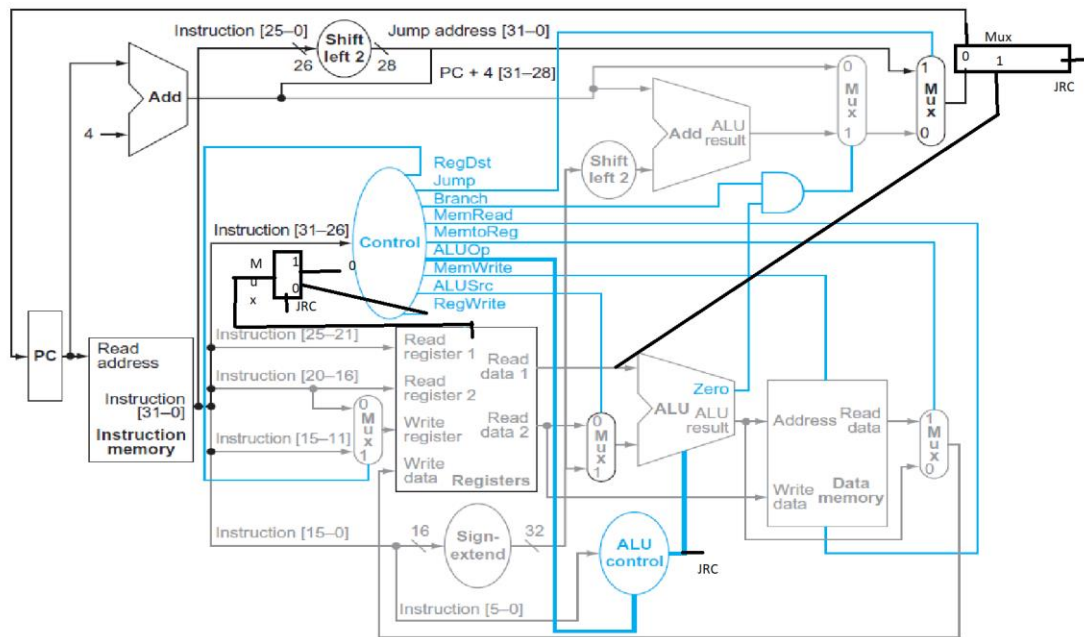 Instruction [25–0]
Shift
left 2
Jump address [31–0]
26
28
PC + 4 [31–28]
Add
4
Mux
0
1
JRC
0
M
u
x
1
1
M
u
x
0
Add
ALU
result
Shift
left 2
RegDst
Jump
Branch
MemRead
MemtoReg
ALUOp
MemWrite
ALUSrc
RegWrite
Instruction [31–26]
Control
M
u
x
1
0
0
JRC
PC
Read
address
Instruction
[31–0]
Instruction
memory
Instruction [25–21]
Instruction [20–16]
Instruction [15–11]
0
M
u
x
1
Read
register 1
Read
register 2
Write
register
Write
data
Read
data 1
Read
data 2
Registers
0
M
u
x
1
Zero
ALU
ALU
result
Address
Read
data
Write
data
Data
memory
1
M
u
x
0
Instruction [15–0]
16
Sign-
extend
32
ALU
control
JRC
Instruction [5–0]